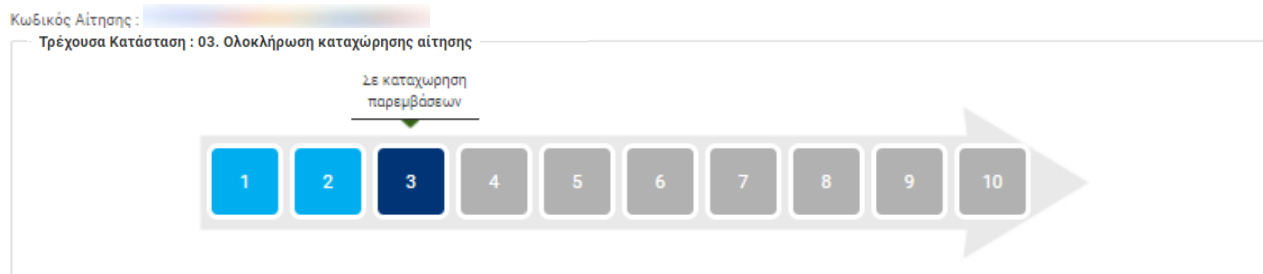 Κωδικός Αίτησης :
Τρέχουσα Κατάσταση : 03. Ολοκλήρωση καταχώρησης αίτησης
Σε καταχωρηση
παρεμβάσεων
1 2 3 4 5 6 7 8 9 10